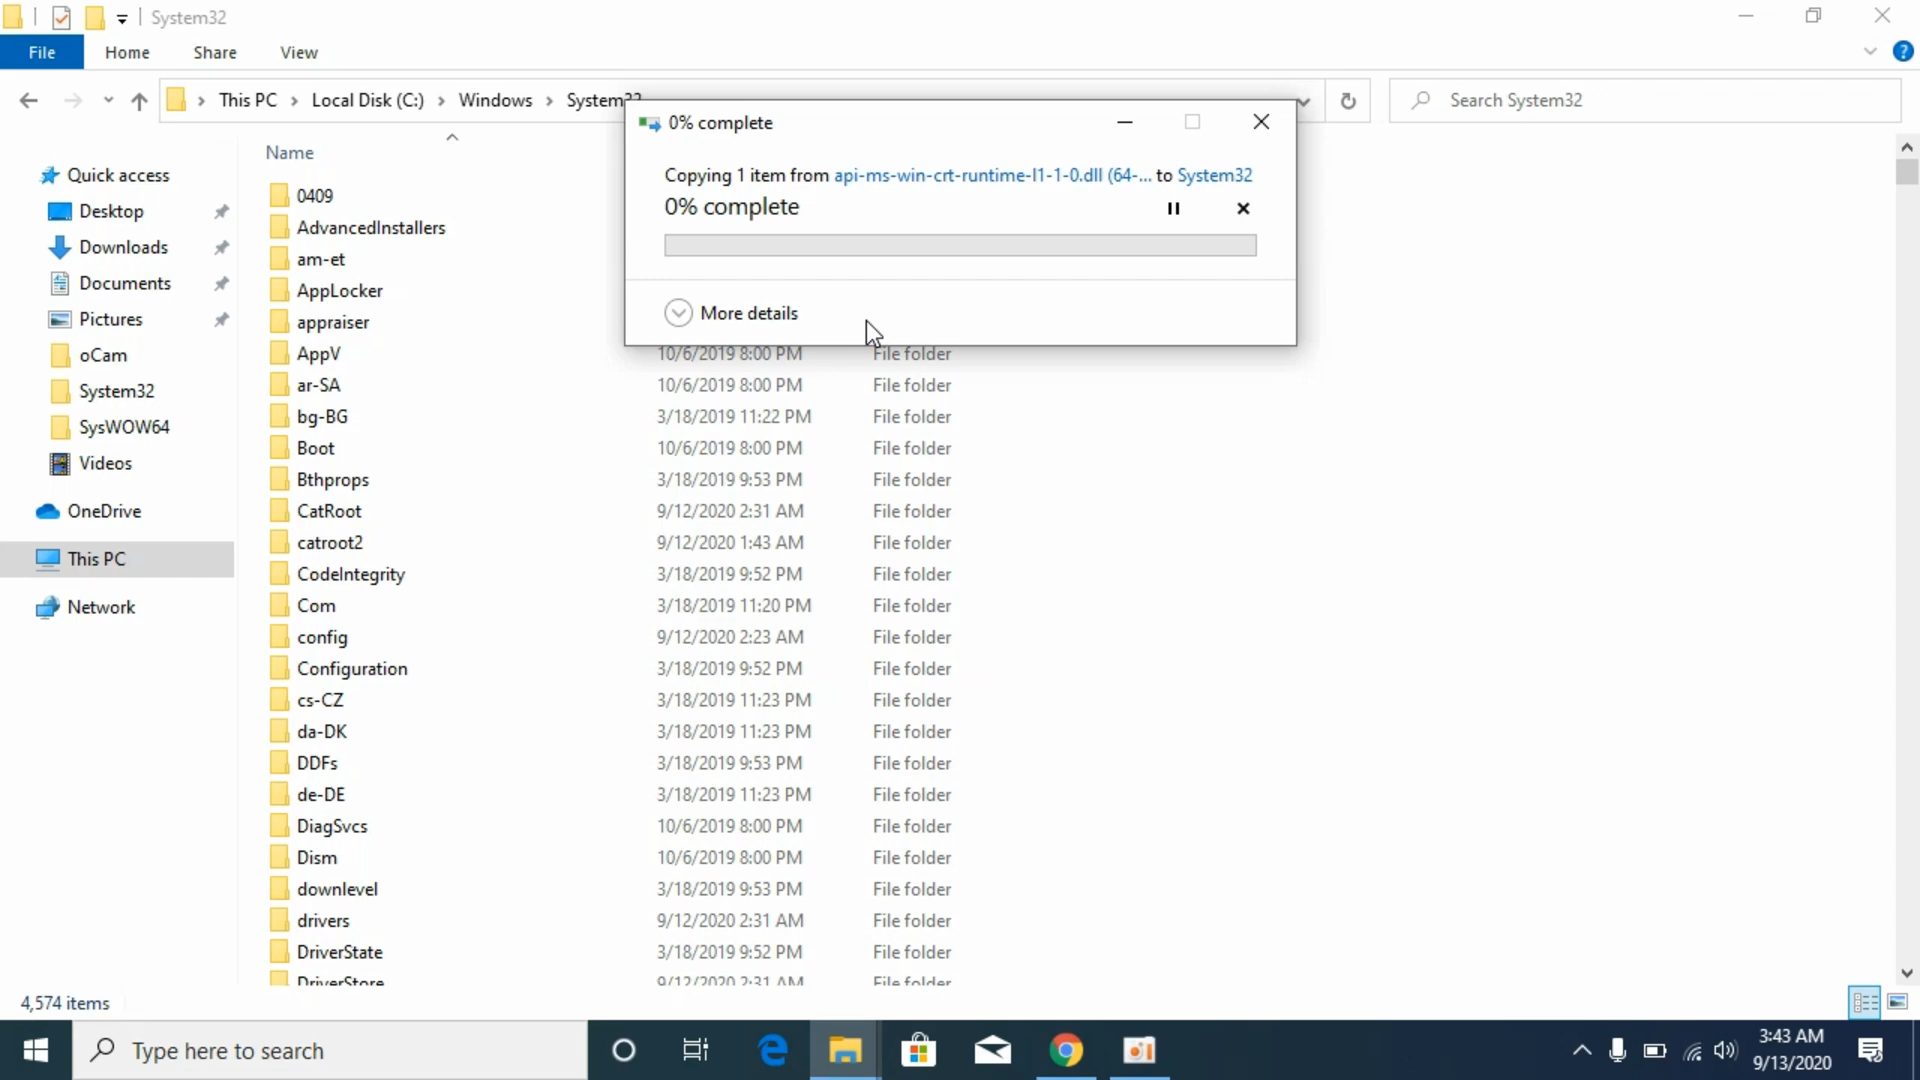 System32
File
Home
Share
View
This PC
Local Disk (C:)
Windows
System32
Search System32
0% complete
Copying 1 item from api-ms-win-crt-runtime-l1-1-0.dll (64-... to System32
0% complete
More details
Name
Quick access
Desktop
Downloads
Documents
Pictures
oCam
System32
SysWOW64
Videos
OneDrive
This PC
Network
0409
AdvancedInstallers
am-et
AppLocker
appraiser
AppV 10/6/2019 8:00 PM File folder
ar-SA 10/6/2019 8:00 PM File folder
bg-BG 3/18/2019 11:22 PM File folder
Boot 10/6/2019 8:00 PM File folder
Bthprops 3/18/2019 9:53 PM File folder
CatRoot 9/12/2020 2:31 AM File folder
catroot2 9/12/2020 1:43 AM File folder
CodeIntegrity 3/18/2019 9:52 PM File folder
Com 3/18/2019 11:20 PM File folder
config 9/12/2020 2:23 AM File folder
Configuration 3/18/2019 9:52 PM File folder
cs-CZ 3/18/2019 11:23 PM File folder
da-DK 3/18/2019 11:23 PM File folder
DDFs 3/18/2019 9:53 PM File folder
de-DE 3/18/2019 11:23 PM File folder
DiagSvcs 10/6/2019 8:00 PM File folder
Dism 10/6/2019 8:00 PM File folder
downlevel 3/18/2019 9:53 PM File folder
drivers 9/12/2020 2:31 AM File folder
DriverState 3/18/2019 9:52 PM File folder
DriverStore 9/12/2020 2:31 AM File folder
4,574 items
Type here to search
3:43 AM
9/13/2020